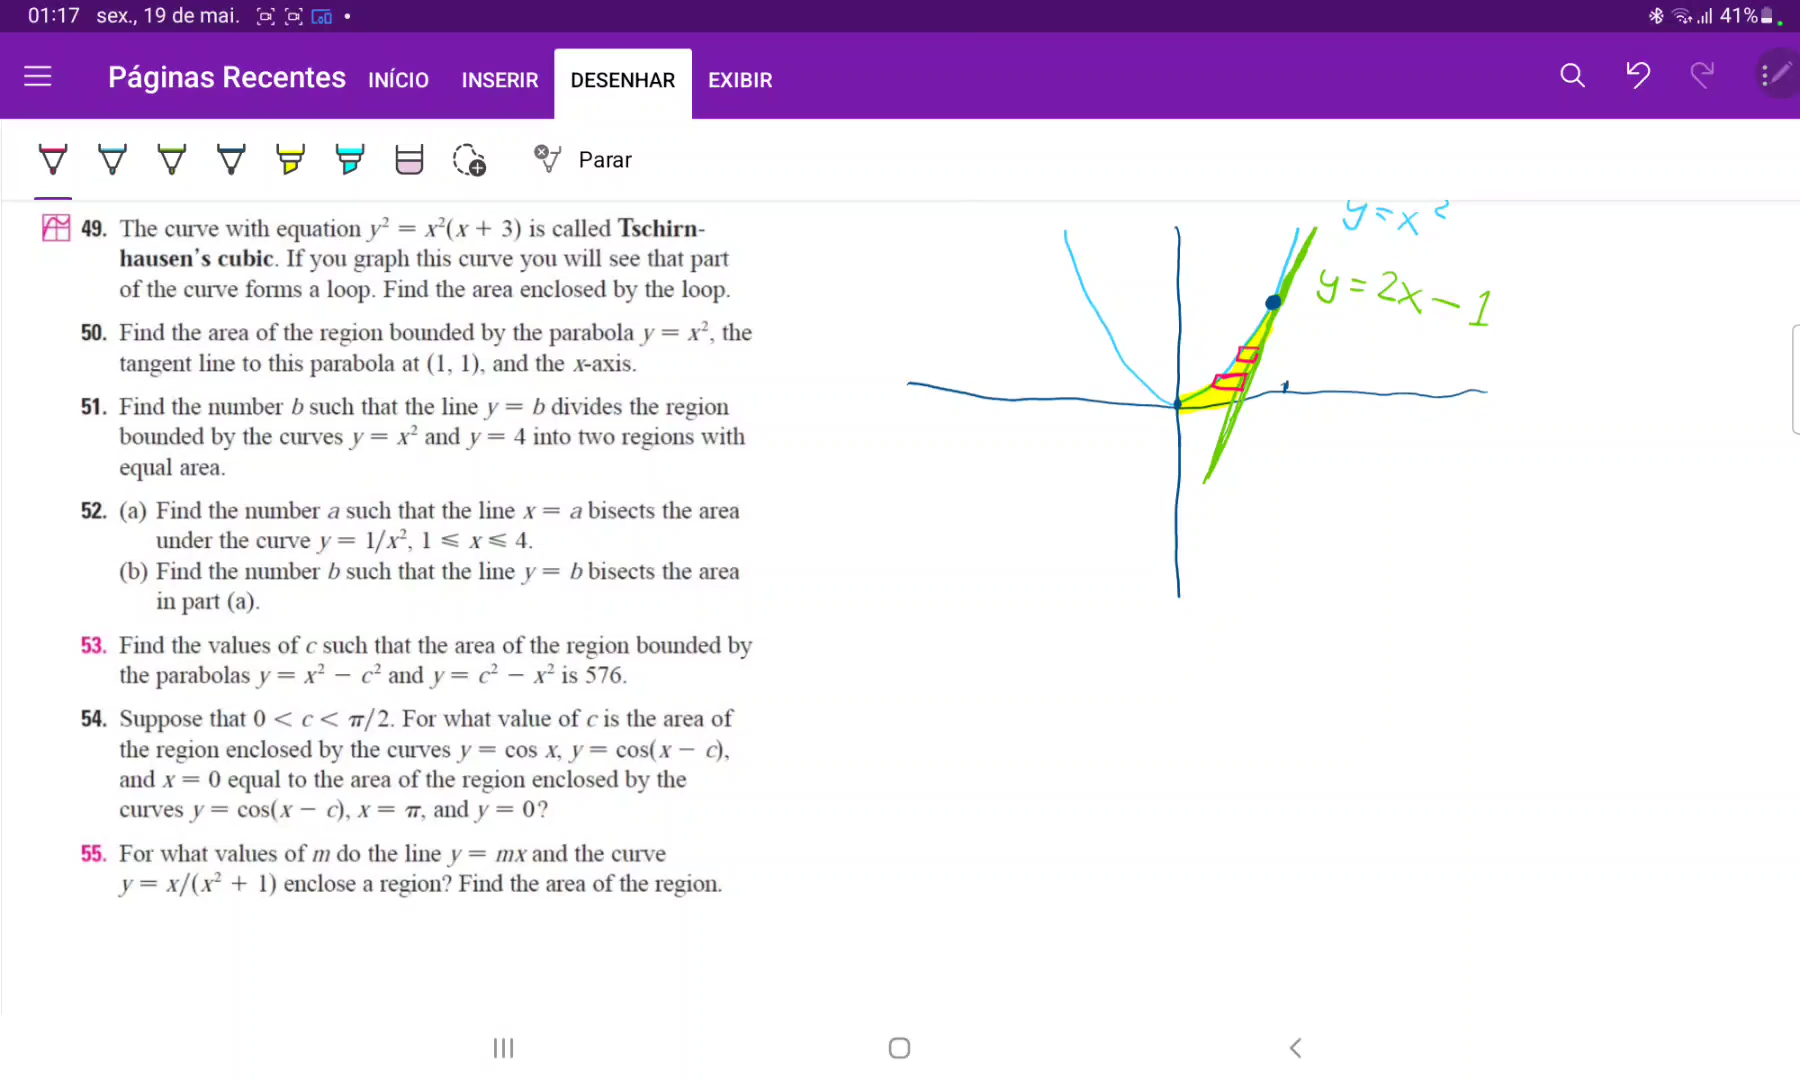 01:17 sex., 19 de mai. • 41%
Páginas Recentes INÍCIO INSERIR DESENHAR EXIBIR
Parar
49. The curve with equation y² = x²(x + 3) is called Tschirn-
hausen's cubic. If you graph this curve you will see that part
of the curve forms a loop. Find the area enclosed by the loop.
50. Find the area of the region bounded by the parabola y = x², the
tangent line to this parabola at (1, 1), and the x-axis.
51. Find the number b such that the line y = b divides the region
bounded by the curves y = x² and y = 4 into two regions with
equal area.
52. (a) Find the number a such that the line x = a bisects the area
under the curve y = 1/x², 1 ⩽ x ⩽ 4.
(b) Find the number b such that the line y = b bisects the area
in part (a).
53. Find the values of c such that the area of the region bounded by
the parabolas y = x² − c² and y = c² − x² is 576.
54. Suppose that 0 < c < π/2. For what value of c is the area of
the region enclosed by the curves y = cos x, y = cos(x − c),
and x = 0 equal to the area of the region enclosed by the
curves y = cos(x − c), x = π, and y = 0?
55. For what values of m do the line y = mx and the curve
y = x/(x² + 1) enclose a region? Find the area of the region.
y = x²
y = 2x − 1